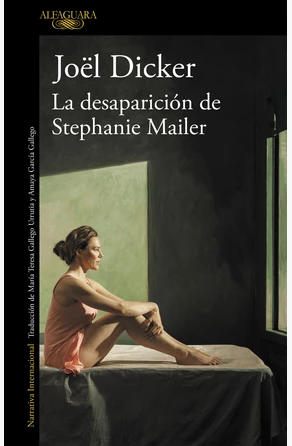 ALFAGUARA
Joël Dicker
La desaparición de
Stephanie Mailer
Narrativa Internacional Traducción de María Teresa Gallego Urrutia y Amaya García Gallego